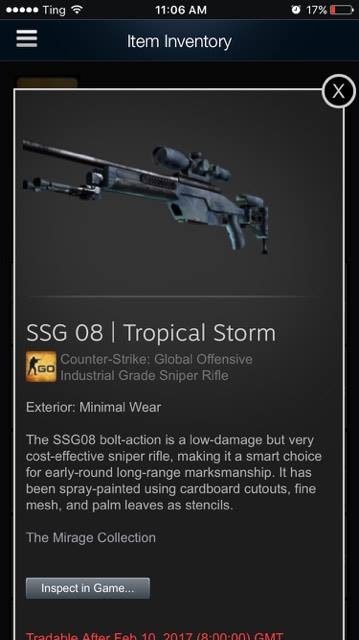 Ting 11:06 AM 17%
Item Inventory
X
SSG 08 | Tropical Storm
GO
Counter-Strike: Global Offensive
Industrial Grade Sniper Rifle
Exterior: Minimal Wear
The SSG08 bolt-action is a low-damage but very
cost-effective sniper rifle, making it a smart choice
for early-round long-range marksmanship. It has
been spray-painted using cardboard cutouts, fine
mesh, and palm leaves as stencils.
The Mirage Collection
Inspect in Game...
Tradable After Feb 10, 2017 (8:00:00) GMT